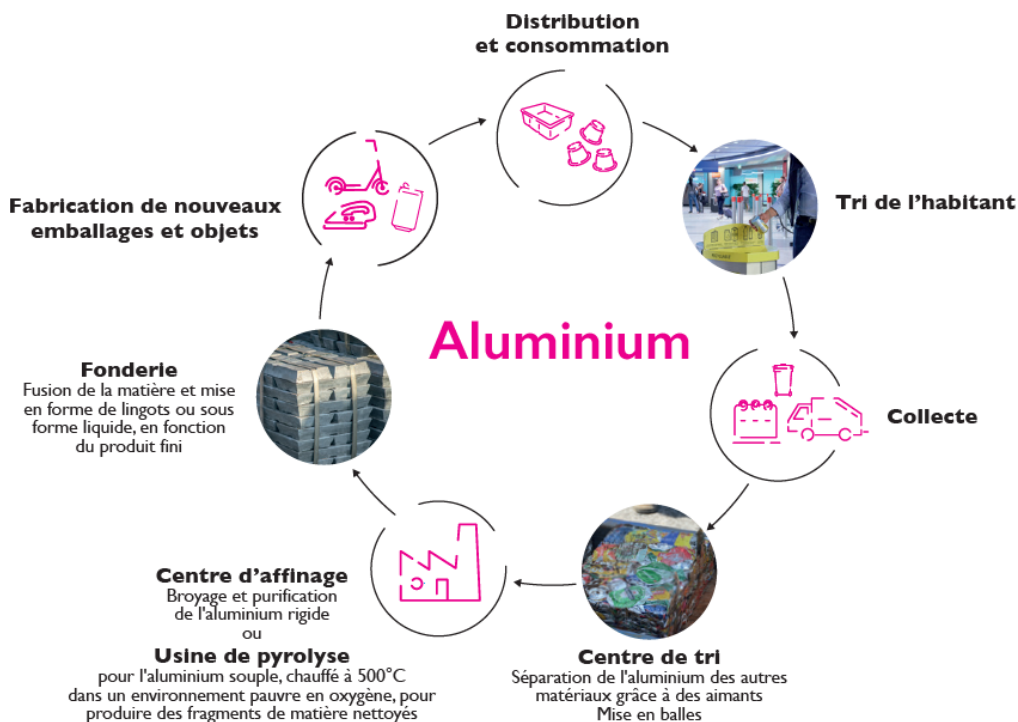 Distribution
et consommation
Tri de l'habitant
Collecte
Centre de tri
Séparation de l'aluminium des autres
matériaux grâce à des aimants
Mise en balles
Centre d'affinage
Broyage et purification
de l'aluminium rigide
ou
Usine de pyrolyse
pour l'aluminium souple, chauffé à 500°C
dans un environnement pauvre en oxygène, pour
produire des fragments de matière nettoyés
Fonderie
Fusion de la matière et mise
en forme de lingots ou sous
forme liquide, en fonction
du produit fini
Fabrication de nouveaux
emballages et objets
Aluminium